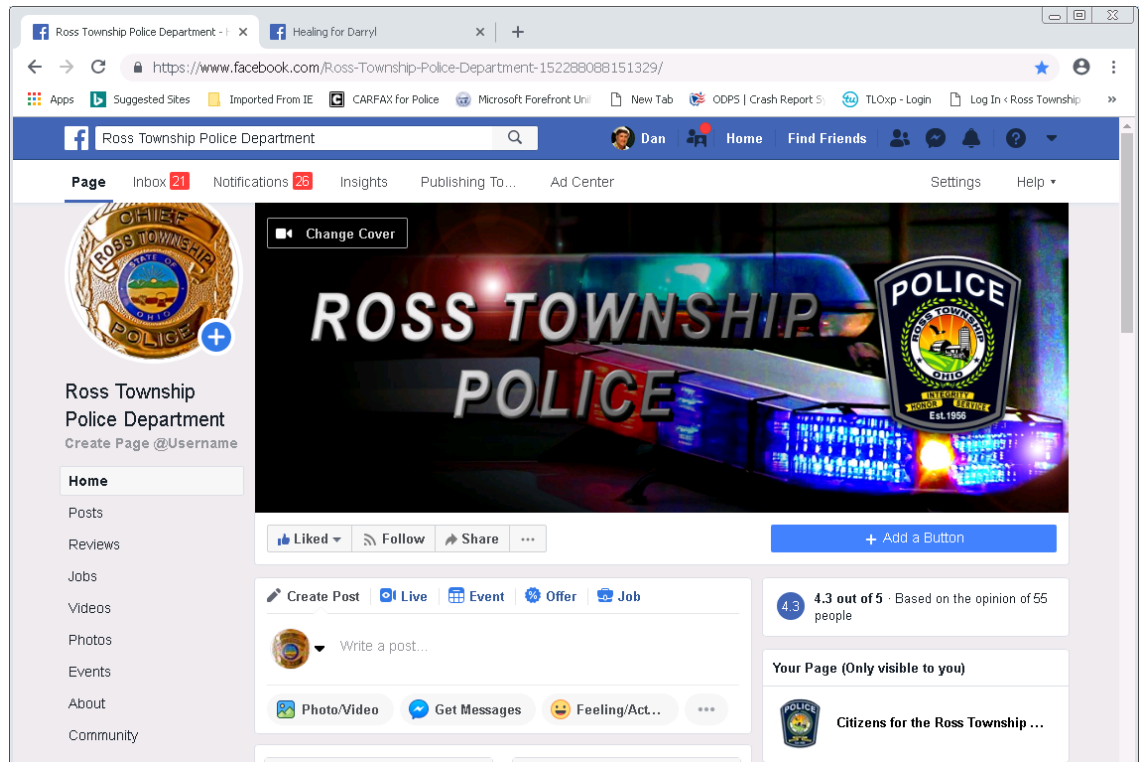 Ross Township Police Department - H
Healing for Darryl
https://www.facebook.com/Ross-Township-Police-Department-152288088151329/
Apps Suggested Sites Imported From IE CARFAX for Police Microsoft Forefront Uni New Tab ODPS | Crash Report S TLOxp - Login Log In < Ross Township »
Ross Township Police Department
Dan Home Find Friends
Page Inbox 21 Notifications 26 Insights Publishing To... Ad Center Settings Help
CHIEF
ROSS TOWNSHIP
STATE OF
OHIO
POLICE
Change Cover
ROSS TOWNSHIP
POLICE
POLICE
ROSS TOWNSHIP
OHIO
INTEGRITY
HONOR SERVICE
Est.1956
Ross Township
Police Department
Create Page @Username
Home
Posts
Reviews
Jobs
Videos
Photos
Events
About
Community
Liked Follow Share ...
+ Add a Button
Create Post Live Event Offer Job
Write a post...
Photo/Video Get Messages Feeling/Act... ...
4.3
4.3 out of 5 · Based on the opinion of 55
people
Your Page (Only visible to you)
POLICE
Citizens for the Ross Township ...